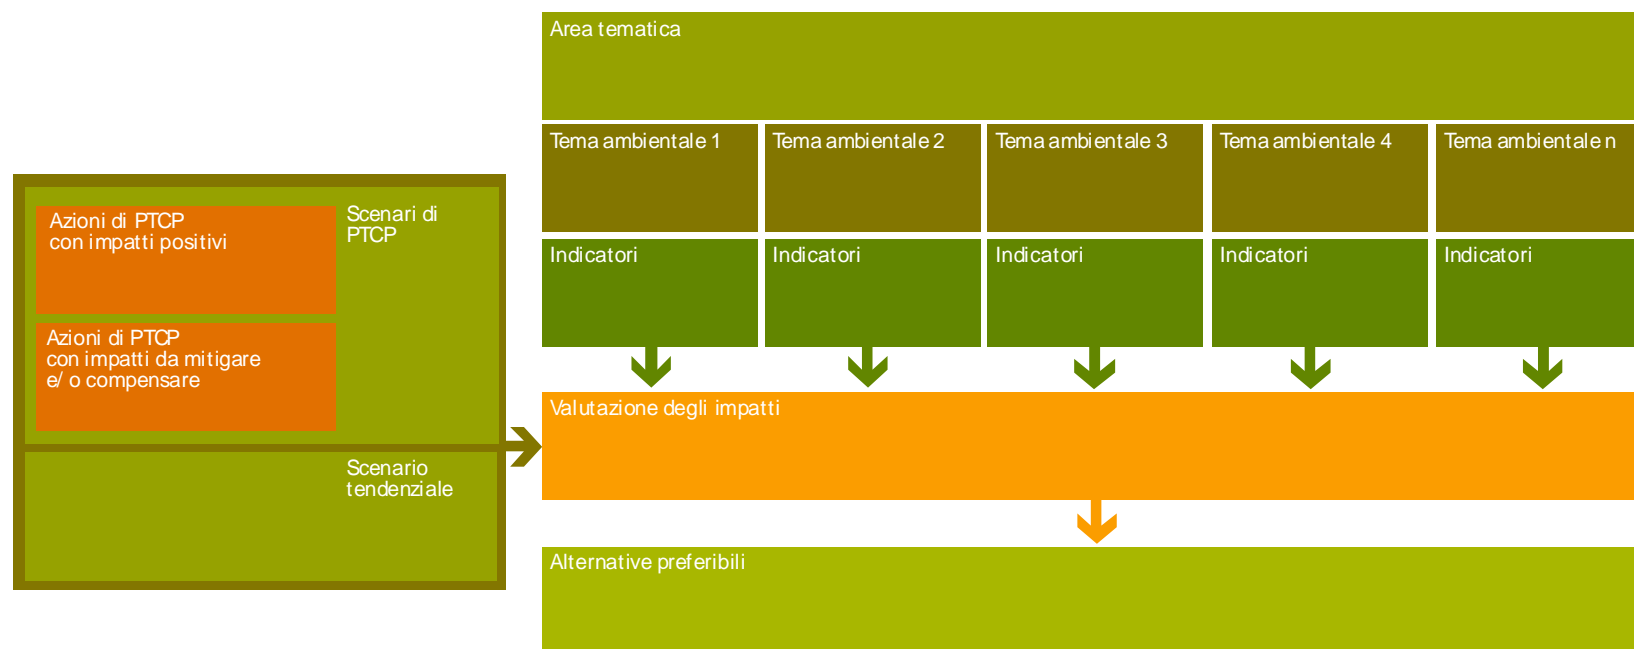 Area tematica
Tema ambientale 1
Tema ambientale 2
Tema ambientale 3
Tema ambientale 4
Tema ambientale n
Indicatori
Indicatori
Indicatori
Indicatori
Indicatori
Azioni di PTCP
con impatti positivi
Scenari di
PTCP
Azioni di PTCP
con impatti da mitigare
e/ o compensare
Scenario
tendenziale
Valutazione degli impatti
Alternative preferibili